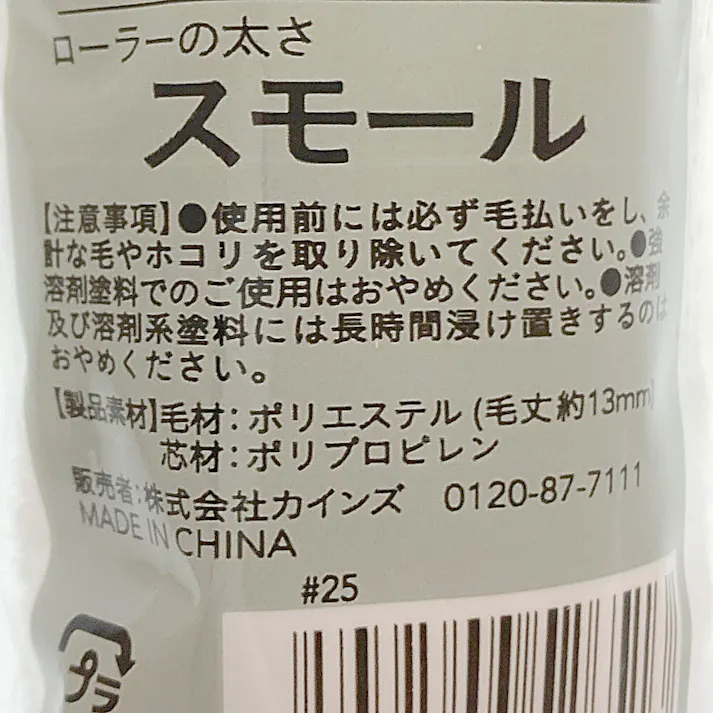 ローラーの太さ
スモール
【注意事項】●使用前には必ず毛払いをし、余
計な毛やホコリを取り除いてください。●強
溶剤塗料でのご使用はおやめください。●溶剤
及び溶剤系塗料には長時間浸け置きするのは
おやめください。
【製品素材】毛材：ポリエステル (毛丈約13mm)
芯材：ポリプロピレン
販売者：株式会社カインズ 0120-87-7111
MADE IN CHINA
#25
プラ